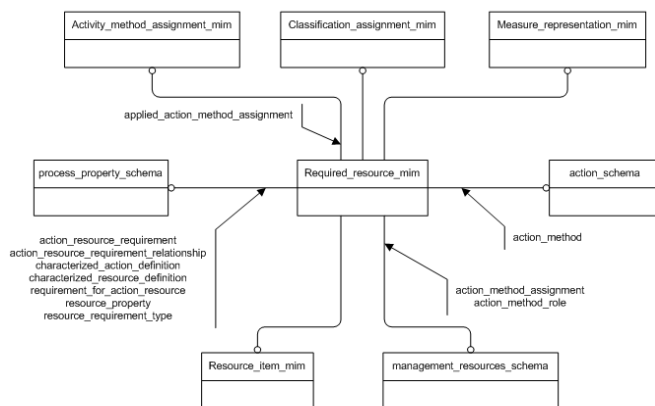 Activity_method_assignment_mim
Classification_assignment_mim
Measure_representation_mim
applied_action_method_assignment
process_property_schema
Required_resource_mim
action_schema
action_resource_requirement
action_resource_requirement_relationship
characterized_action_definition
characterized_resource_definition
requirement_for_action_resource
resource_property
resource_requirement_type
action_method
action_method_assignment
action_method_role
Resource_item_mim
management_resources_schema